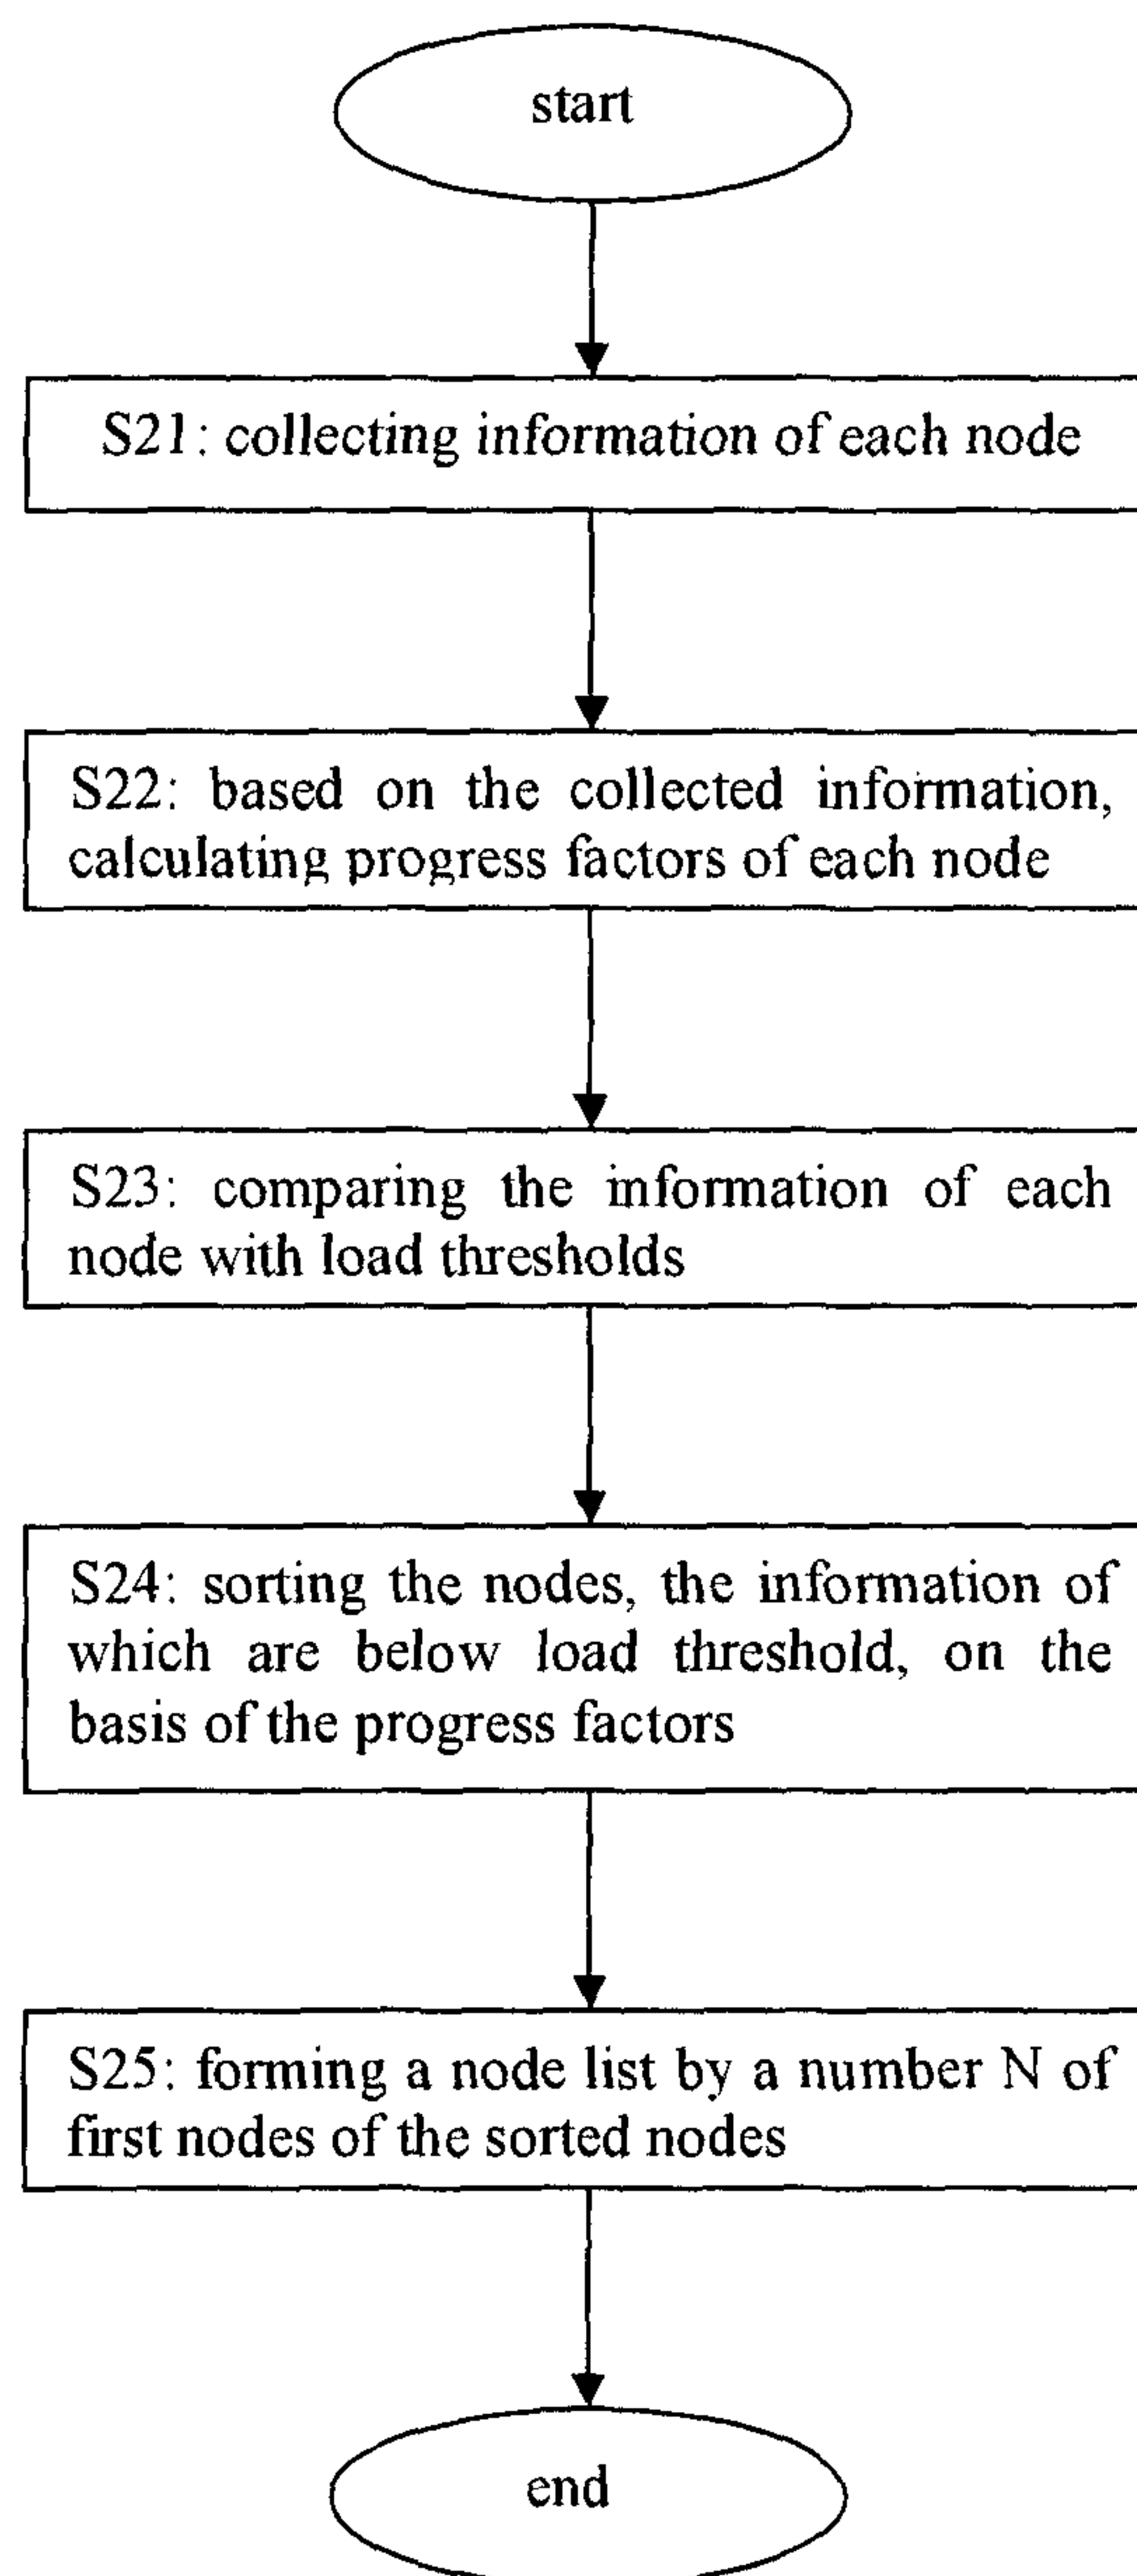 start
S21: collecting information of each node
S22: based on the collected information,
calculating progress factors of each node
S23: comparing the information of each
node with load thresholds
S24: sorting the nodes, the information of
which are below load threshold, on the
basis of the progress factors
S25: forming a node list by a number N of
first nodes of the sorted nodes
end